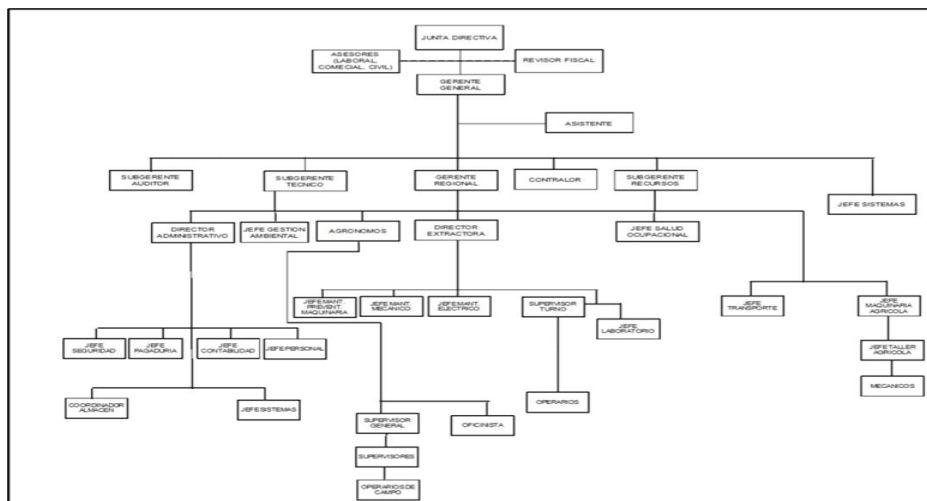 JUNTA DIRECTIVA
ASESORES
(LABORAL,
COMECIAL, CIVIL)
REVISOR FISCAL
GERENTE
GENERAL
ASISTENTE
SUBGERENTE
AUDITOR
SUBGERENTE
TECNICO
GERENTE
REGIONAL
CONTRALOR
SUBGERENTE
RECURSOS
JEFE SISTEMAS
DIRECTOR
ADMINISTRATIVO
JEFE GESTION
AMBIENTAL
AGRONOMOS
DIRECTOR
EXTRACTORA
JEFE SALUD
OCUPACIONAL
JEFE MANT.
PREVENT.
MAQUINARIA
JEFE MANT.
MECANICO
JEFE MANT.
ELECTRICO
SUPERVISOR
TURNO
JEFE
LABORATORIO
JEFE
TRANSPORTE
JEFE
MAQUINARIA
AGRICOLA
JEFE
SEGURIDAD
JEFE
PAGADURIA
JEFE
CONTABILIDAD
JEFE PERSONAL
JEFE TALLER
AGRICOLA
MECANICOS
COORDINADOR
ALMACEN
JEFE SISTEMAS
OPERARIOS
SUPERVISOR
GENERAL
OFICINISTA
SUPERVISORES
OPERARIOS DE
CAMPO